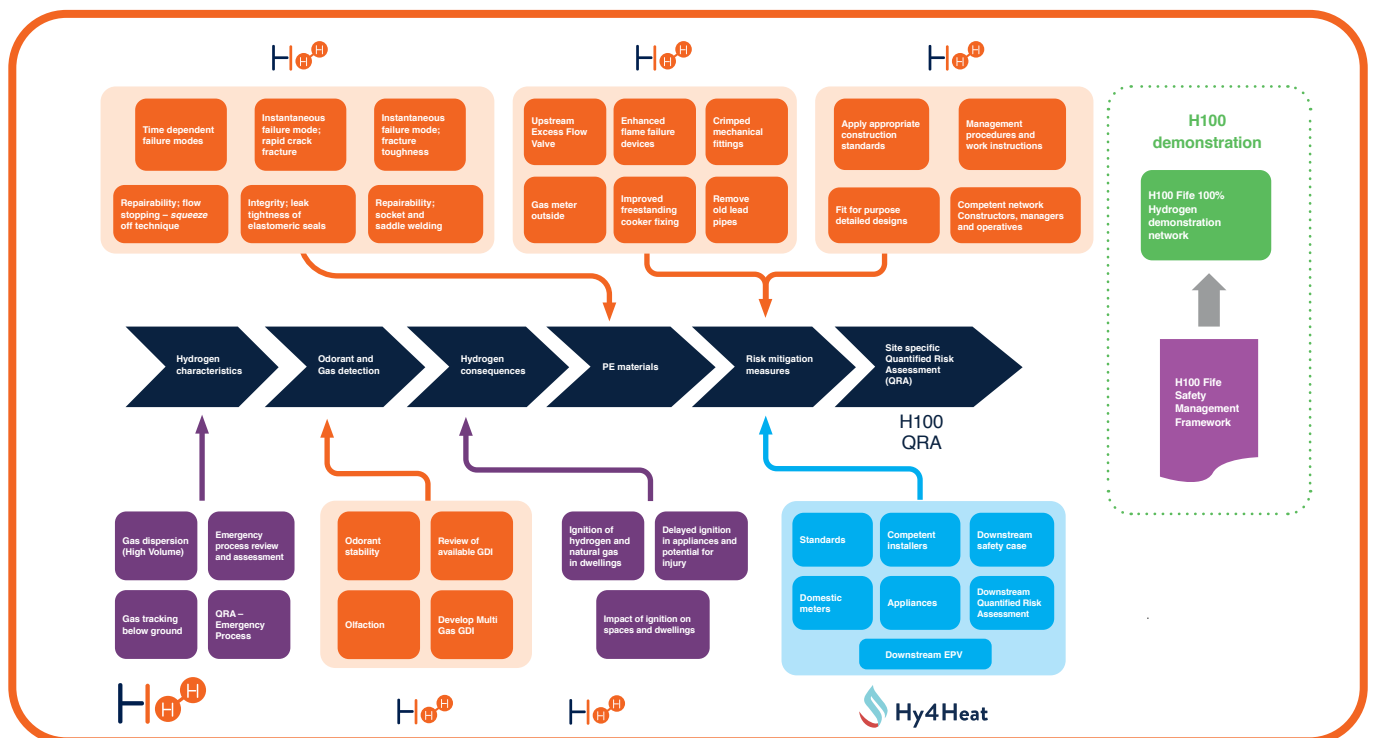 H H
H H
H H
Time dependent
failure modes
Instantaneous
failure mode;
rapid crack
fracture
Instantaneous
failure mode;
fracture
toughness
Repairability; flow
stopping – squeeze
off technique
Integrity; leak
tightness of
elastomeric seals
Repairability;
socket and
saddle welding
Upstream
Excess Flow
Valve
Enhanced
flame failure
devices
Crimped
mechanical
fittings
Gas meter
outside
Improved
freestanding
cooker fixing
Remove
old lead
pipes
Apply appropriate
construction
standards
Management
procedures and
work instructions
Fit for purpose
detailed designs
Competent network
Constructors, managers
and operatives
H100
demonstration
H100 Fife 100%
Hydrogen
demonstration
network
H100 Fife
Safety
Management
Framework
Hydrogen
characteristics
Odorant and
Gas detection
Hydrogen
consequences
PE materials
Risk mitigation
measures
Site specific
Quantified Risk
Assessment
(QRA)
H100
QRA
Gas dispersion
(High Volume)
Emergency
process review
and assessment
Gas tracking
below ground
QRA –
Emergency
Process
Odorant
stability
Review of
available GDI
Olfaction
Develop Multi
Gas GDI
Ignition of
hydrogen and
natural gas
in dwellings
Delayed ignition
in appliances and
potential for
injury
Impact of ignition on
spaces and dwellings
Standards
Competent
installers
Downstream
safety case
Domestic
meters
Appliances
Downstream
Quantified Risk
Assessment
Downstream EPV
H H
H H
H H
Hy4Heat